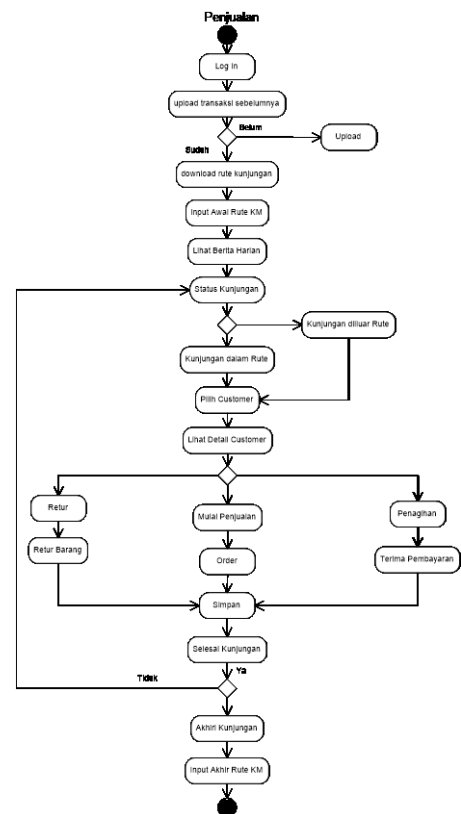 Penjualan
Log In
upload transaksi sebelumnya
Belum
Upload
Sudah
download rute kunjungan
Input Awal Rute KM
Lihat Berita Harian
Status Kunjungan
Kunjungan diluar Rute
Kunjungan dalam Rute
Pilih Customer
Lihat Detail Customer
Retur
Mulai Penjualan
Penagihan
Retur Barang
Order
Terima Pembayaran
Simpan
Selesai Kunjungan
Tidak
Ya
Akhiri Kunjungan
Input Akhir Rute KM